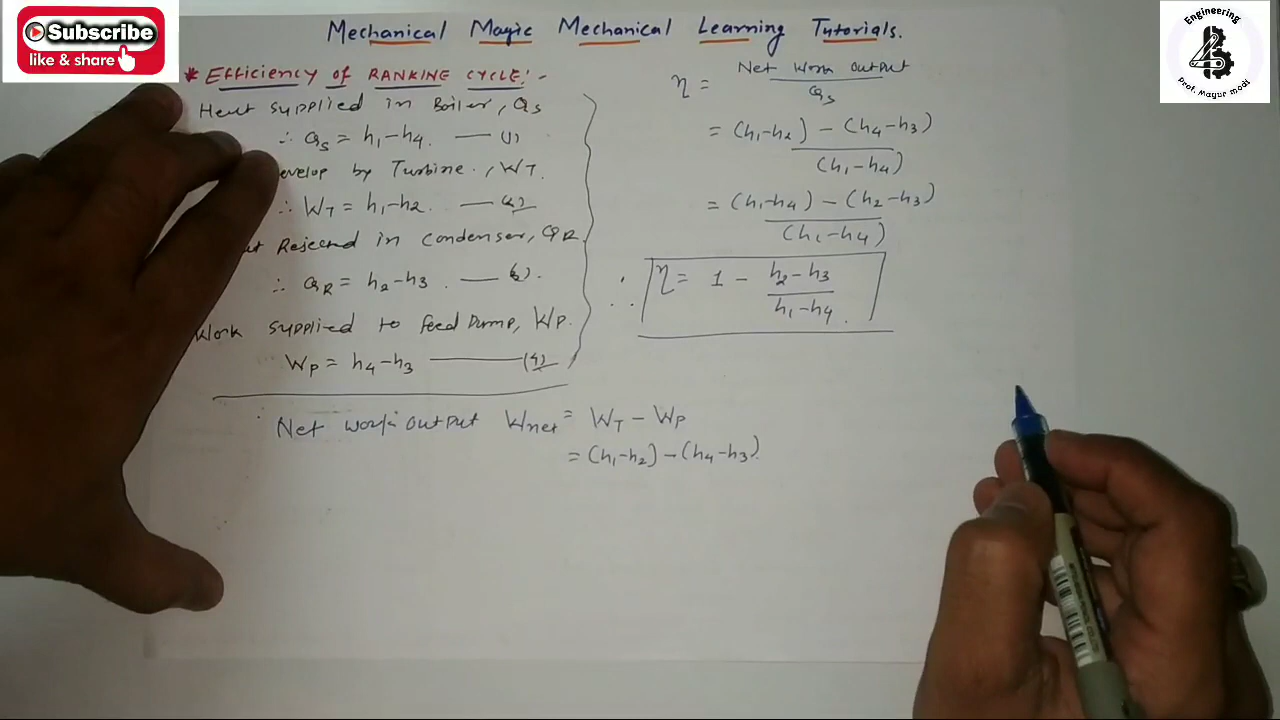 Subscribe
like & share
Mechanical Magic Mechanical Learning Tutorials.
Engineering
Prof. Mayur modi
* Efficiency of RANKINE CYCLE:-
Heat supplied in Boiler, Qs
∴ Qs = h1-h4. — (1)
evelop by Turbine, WT.
∴ WT = h1-h2. — (2)
Rejected in condenser, QR
∴ QR = h2-h3. — (3).
Work supplied to feed Pump, WP.
WP = h4-h3 — (4)
Net work output Wnet = WT - WP
= (h1-h2) - (h4-h3).
η = Net work output / Qs
= (h1-h2) - (h4-h3) / (h1-h4)
= (h1-h4) - (h2-h3) / (h1-h4)
∴ η = 1 - h2-h3 / h1-h4.